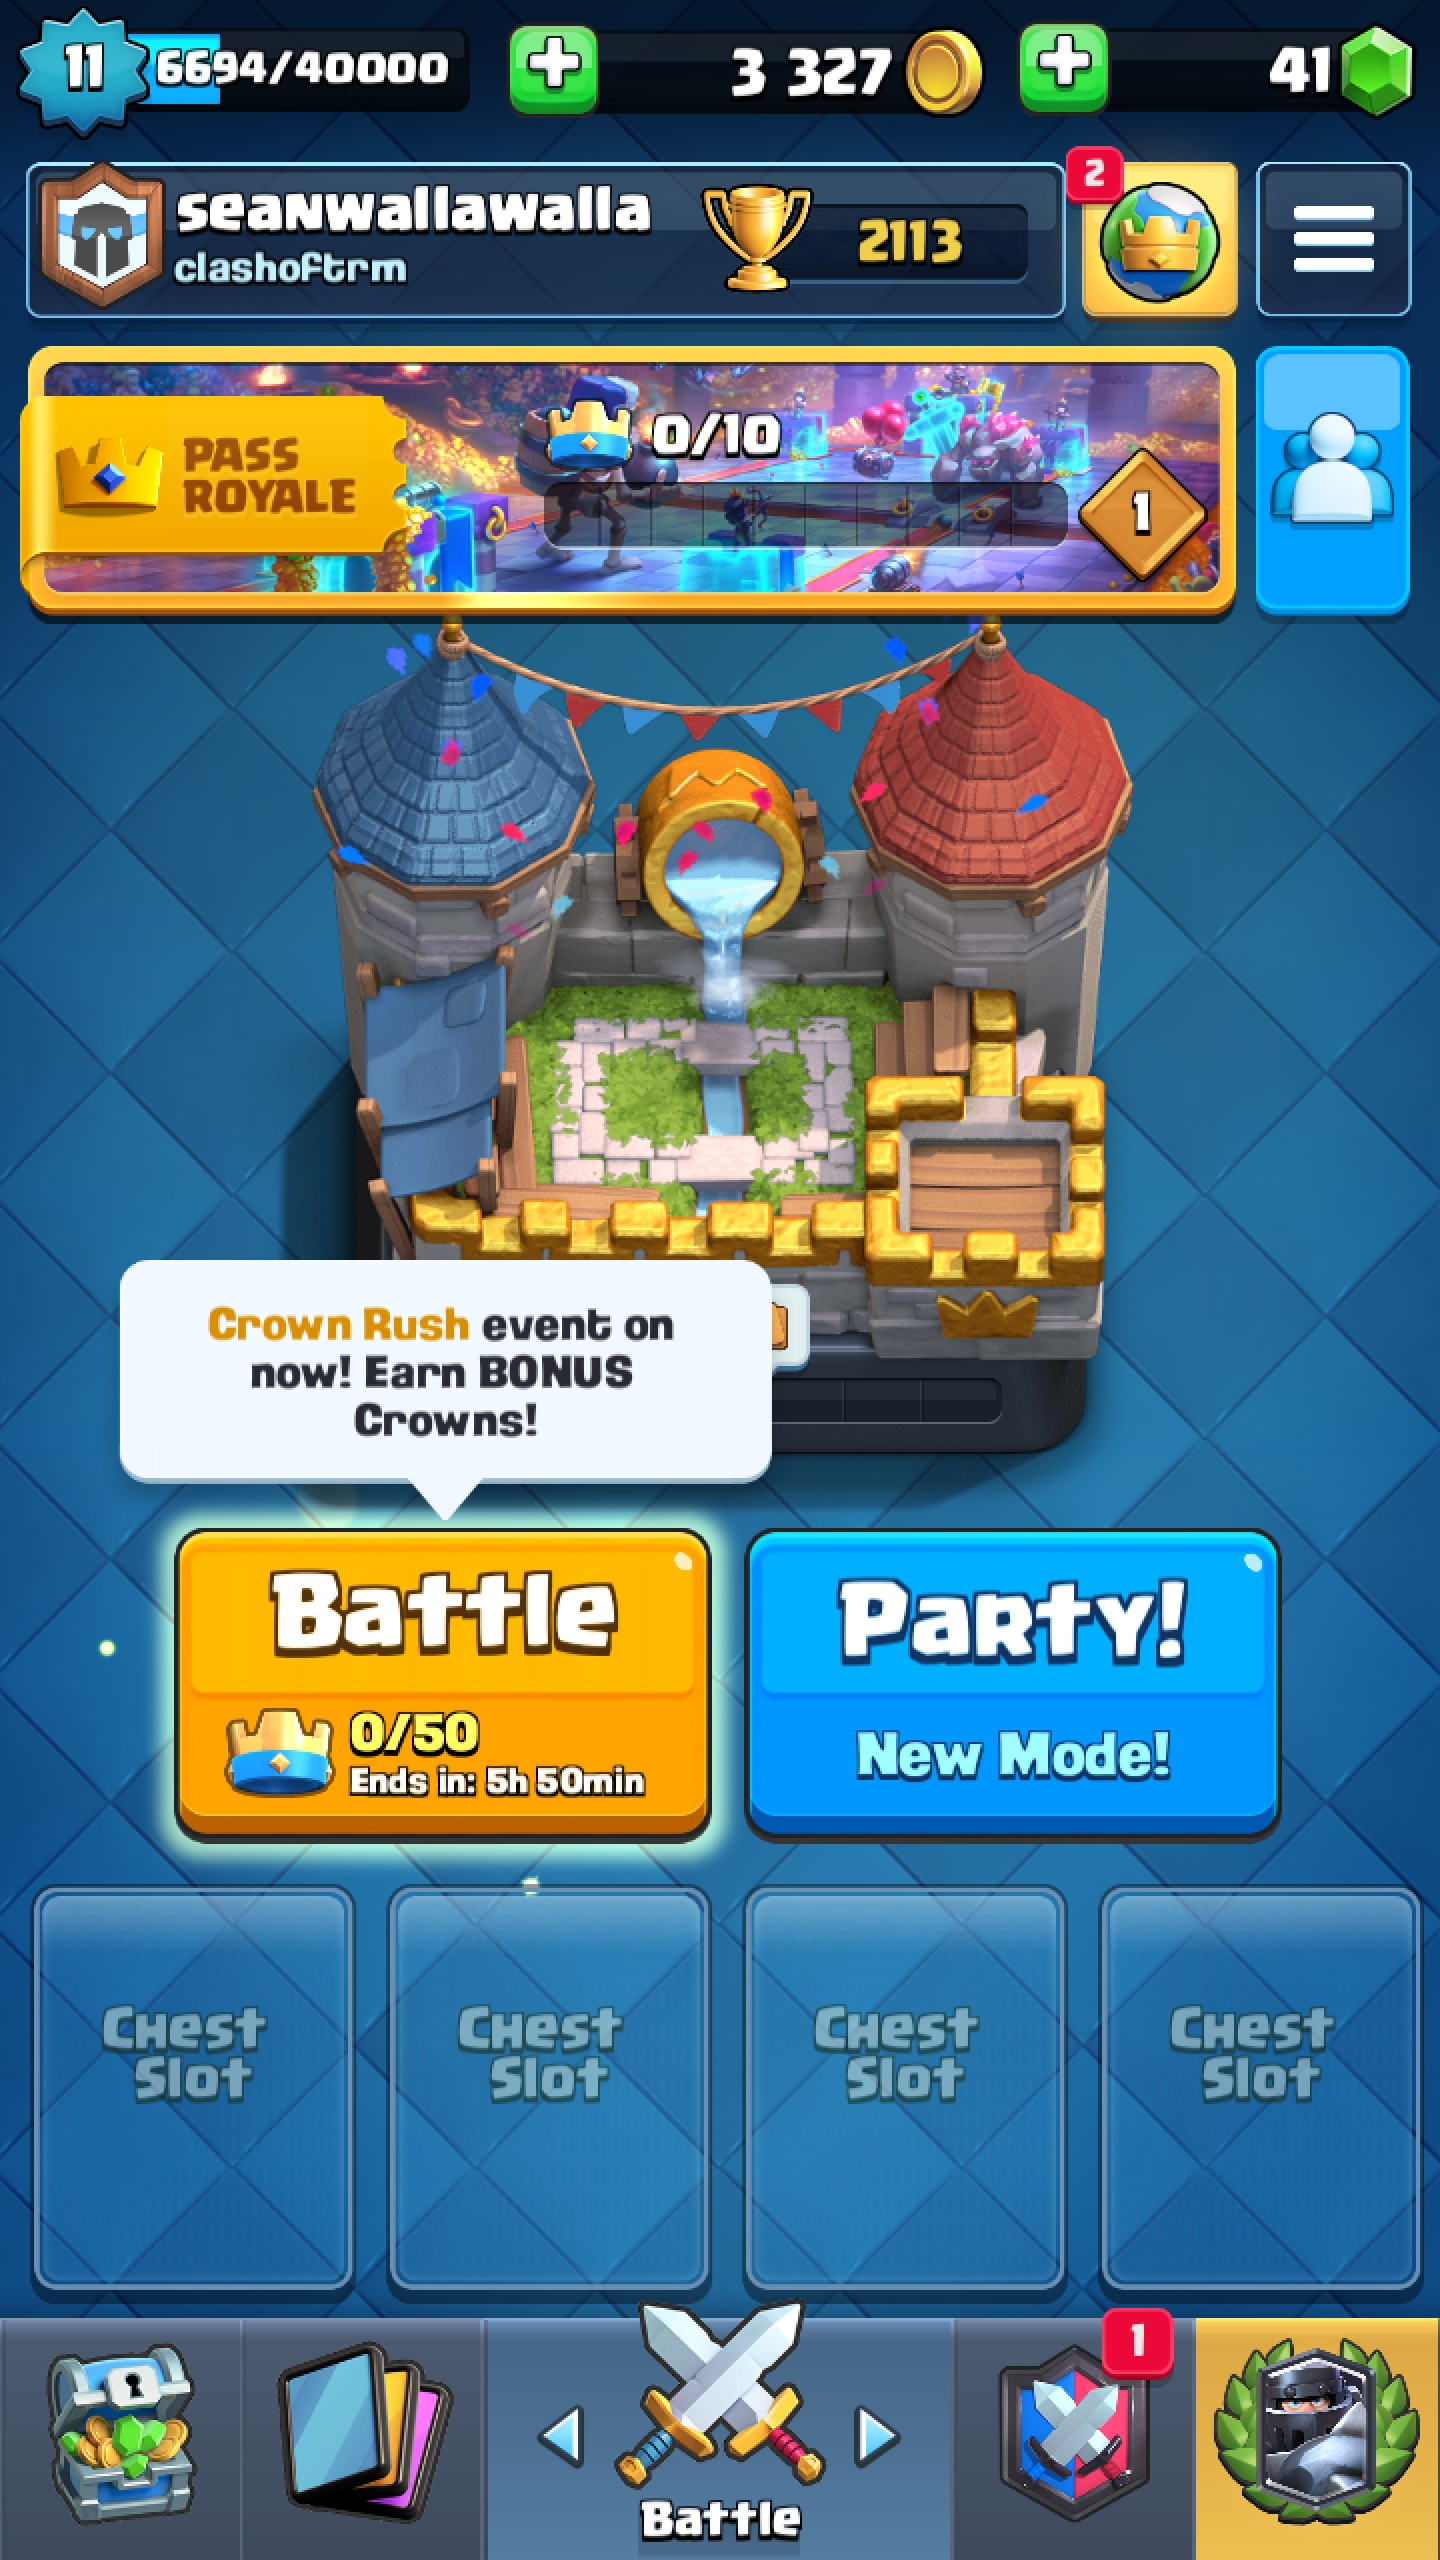 11
6694/40000
3 327
41
seanwallawalla
clashoftrm
2113
2
PASS
ROYALE
0/10
1
Crown Rush event on
now! Earn BONUS
Crowns!
Battle
0/50
Ends in: 5h 50min
Party!
New Mode!
Chest
Slot
Chest
Slot
Chest
Slot
Chest
Slot
Battle
1